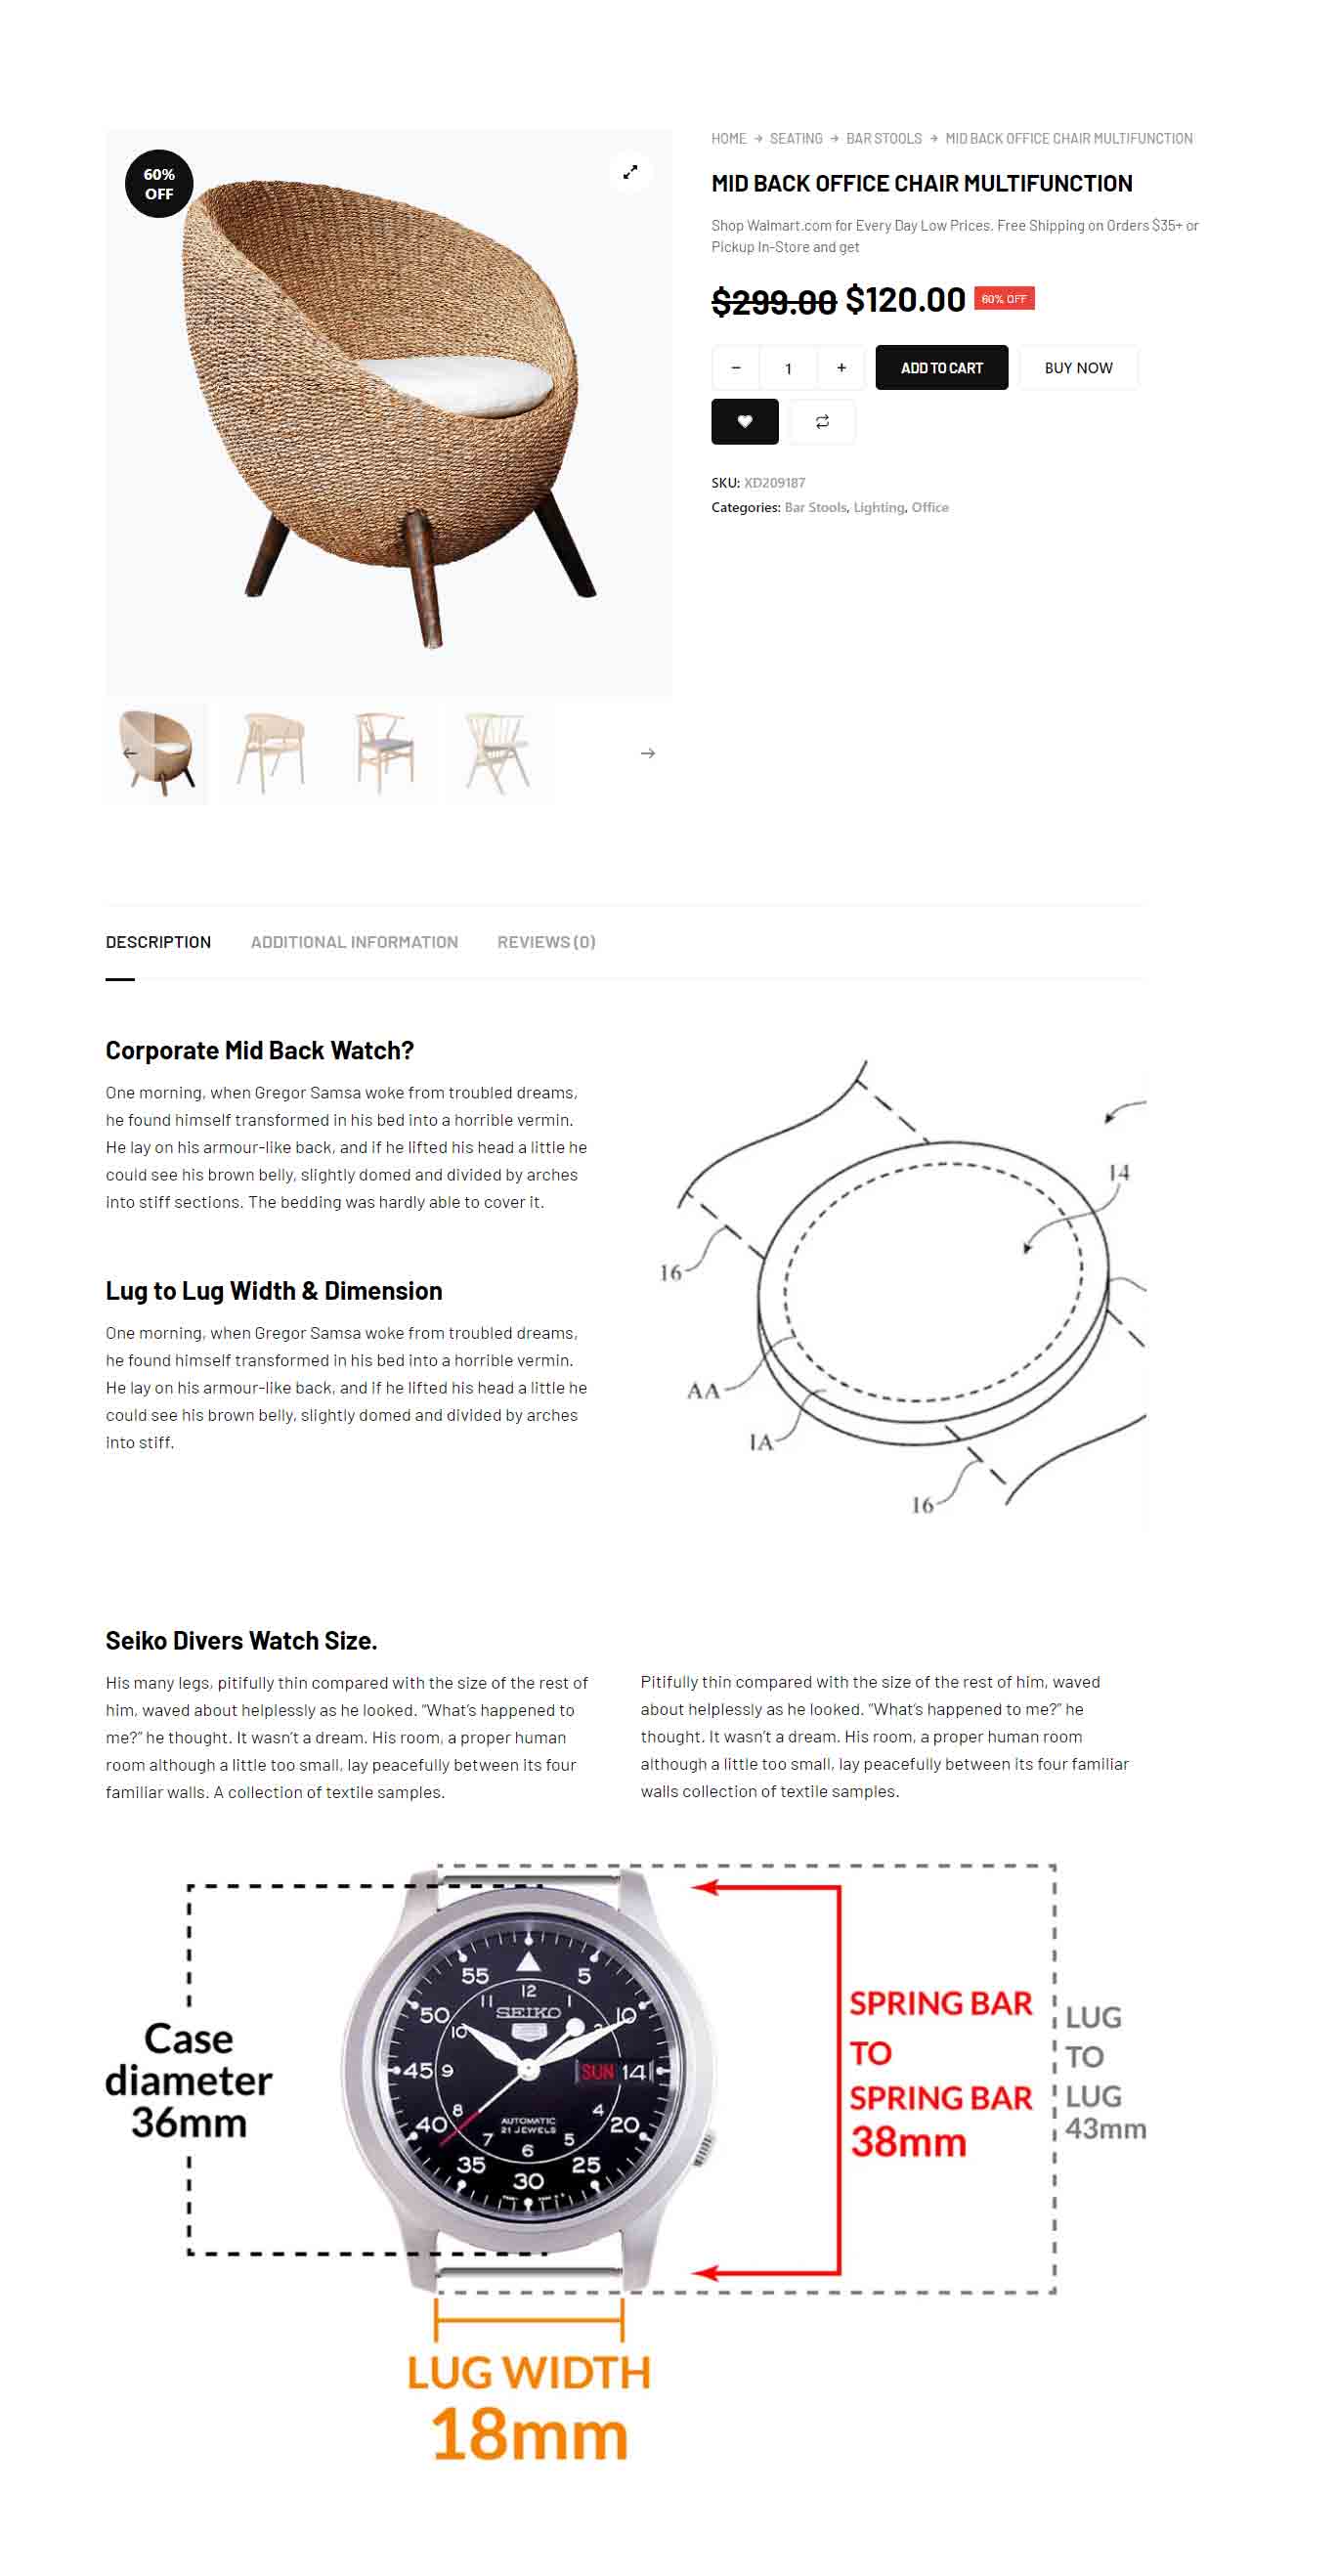 60%
OFF
HOME → SEATING → BAR STOOLS → MID BACK OFFICE CHAIR MULTIFUNCTION
MID BACK OFFICE CHAIR MULTIFUNCTION
Shop Walmart.com for Every Day Low Prices. Free Shipping on Orders $35+ or
Pickup In-Store and get
$299.00 $120.00 60% OFF
− 1 + ADD TO CART BUY NOW
SKU: XD209187
Categories: Bar Stools, Lighting, Office
DESCRIPTION ADDITIONAL INFORMATION REVIEWS (0)
Corporate Mid Back Watch?
One morning, when Gregor Samsa woke from troubled dreams,
he found himself transformed in his bed into a horrible vermin.
He lay on his armour-like back, and if he lifted his head a little he
could see his brown belly, slightly domed and divided by arches
into stiff sections. The bedding was hardly able to cover it.
Lug to Lug Width & Dimension
One morning, when Gregor Samsa woke from troubled dreams,
he found himself transformed in his bed into a horrible vermin.
He lay on his armour-like back, and if he lifted his head a little he
could see his brown belly, slightly domed and divided by arches
into stiff.
14
16
AA
1A
16
Seiko Divers Watch Size.
His many legs, pitifully thin compared with the size of the rest of
him, waved about helplessly as he looked. “What’s happened to
me?” he thought. It wasn’t a dream. His room, a proper human
room although a little too small, lay peacefully between its four
familiar walls. A collection of textile samples.
Pitifully thin compared with the size of the rest of him, waved
about helplessly as he looked. “What’s happened to me?” he
thought. It wasn’t a dream. His room, a proper human room
although a little too small, lay peacefully between its four familiar
walls collection of textile samples.
Case
diameter
36mm
55 5
12
11 1
50 SEIKO 10
10 2
45 9 SUN 14
8 4
40 AUTOMATIC 20
21 JEWELS
7 5
6
35 25
30
SPRING BAR
TO
SPRING BAR
38mm
LUG
TO
LUG
43mm
LUG WIDTH
18mm